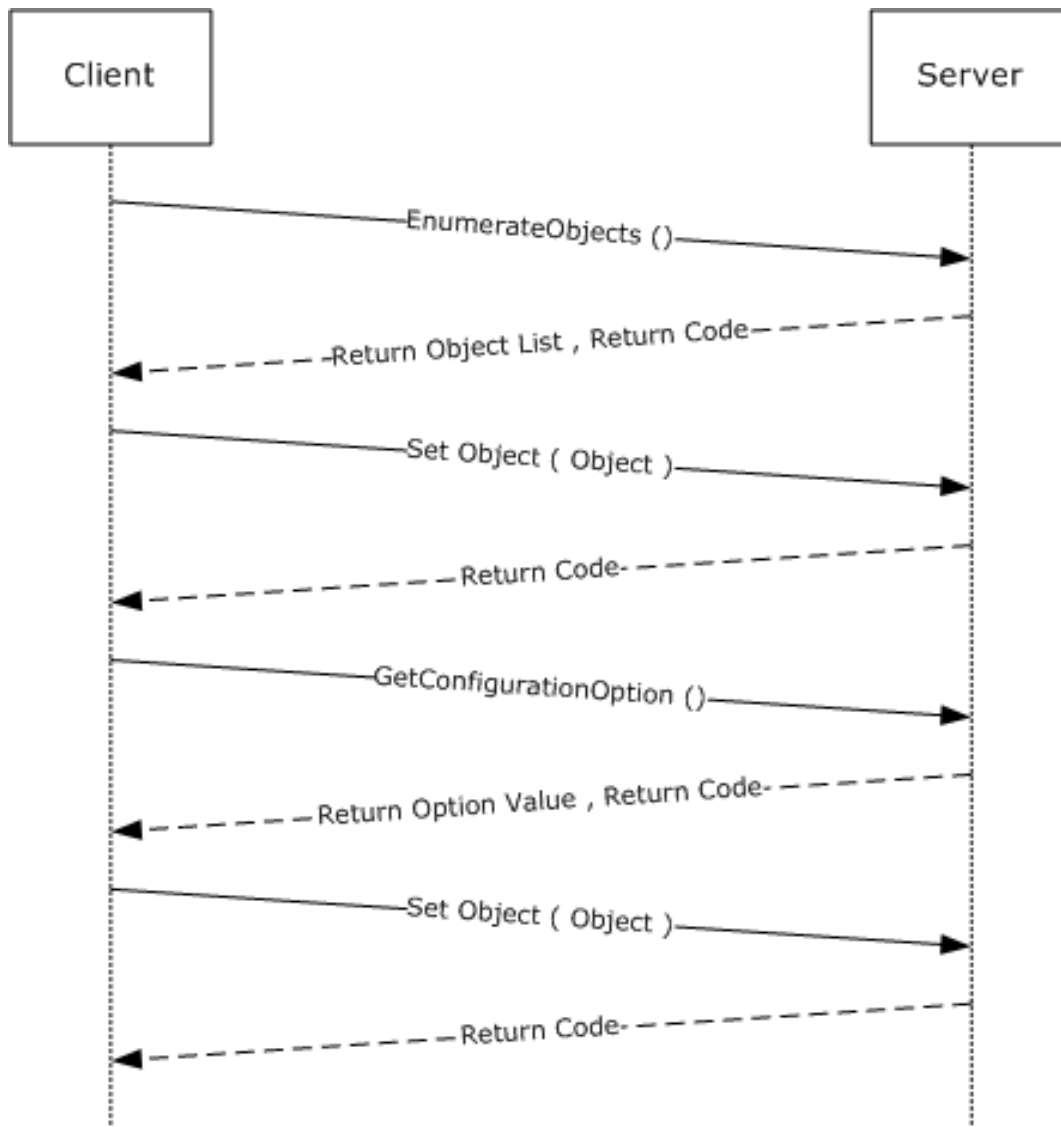 Client
Server
EnumerateObjects ()
Return Object List , Return Code
Set Object ( Object )
Return Code
GetConfigurationOption ()
Return Option Value , Return Code
Set Object ( Object )
Return Code